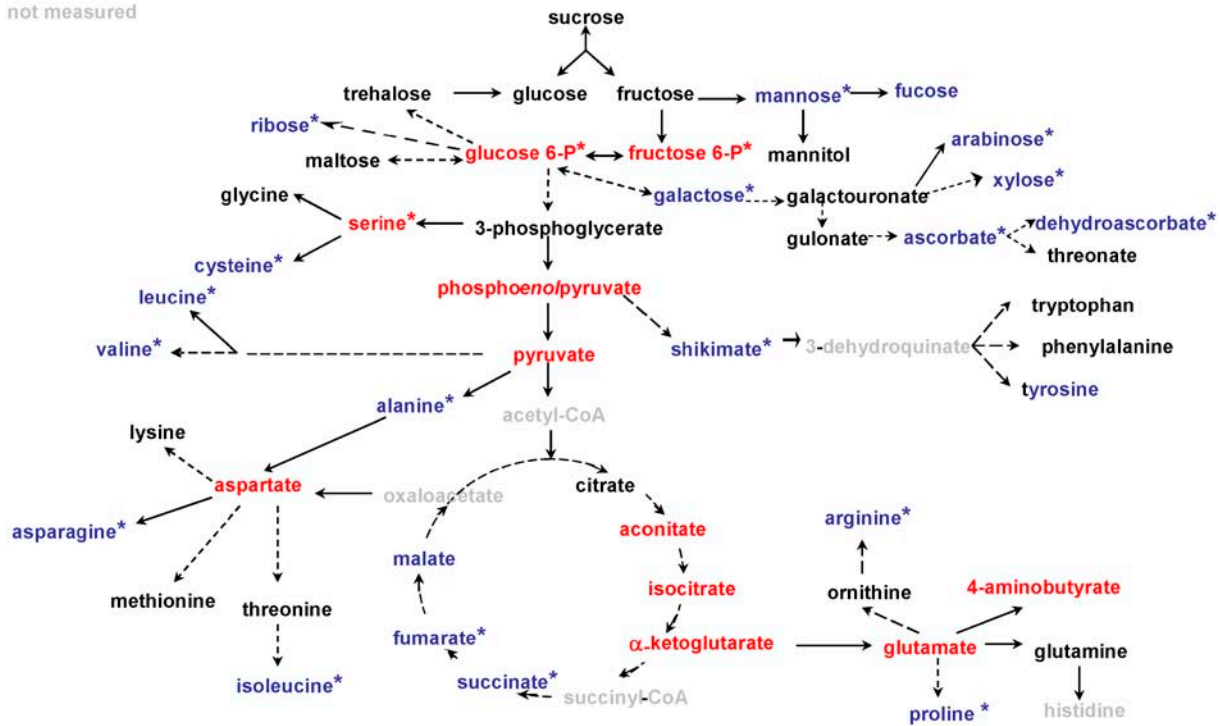 not measured
sucrose
trehalose glucose fructose mannose* fucose
ribose* arabinose*
maltose glucose 6-P* fructose 6-P* mannitol
glycine galactose* galactouronate xylose*
serine* 3-phosphoglycerate gulonate ascorbate* dehydroascorbate*
threonate
cysteine*
leucine* phosphoenolpyruvate tryptophan
valine* pyruvate shikimate* 3-dehydroquinate phenylalanine
tyrosine
alanine* acetyl-CoA
lysine
aspartate oxaloacetate citrate
asparagine* aconitate arginine*
malate
methionine threonine isocitrate ornithine 4-aminobutyrate
fumarate* α-ketoglutarate glutamate glutamine
isoleucine* succinate* succinyl-CoA
proline * histidine